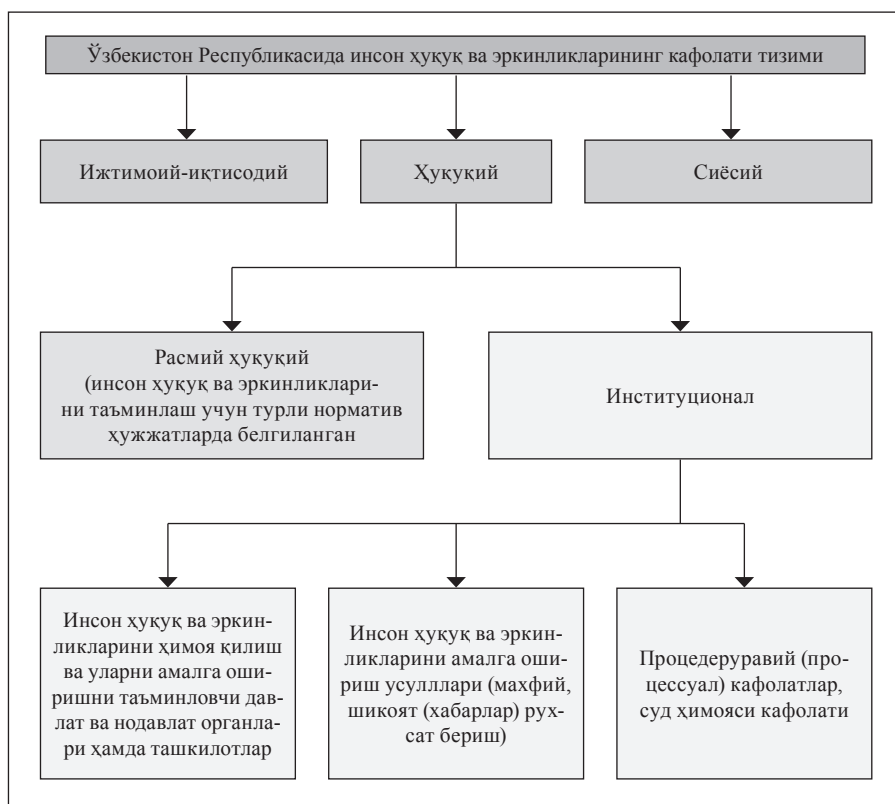 Ўзбекистон Республикасида инсон ҳуқуқ ва эркинликларининг кафолати тизими
Ижтимоий-иқтисодий
Ҳуқуқий
Сиёсий
Расмий ҳуқуқий
(инсон ҳуқуқ ва эркинликлари-
ни таъминлаш учун турли норматив
ҳужжатларда белгиланган
Институционал
Инсон ҳуқуқ ва эркин-
ликларини ҳимоя қилиш
ва уларни амалга оши-
ришни таъминловчи дав-
лат ва нодавлат органла-
ри ҳамда ташкилотлар
Инсон ҳуқуқ ва эркин-
ликларини амалга оши-
риш усулллари (махфий,
шикоят (хабарлар) рух-
сат бериш)
Процедеруравий (про-
цессуал) кафолатлар,
суд ҳимояси кафолати